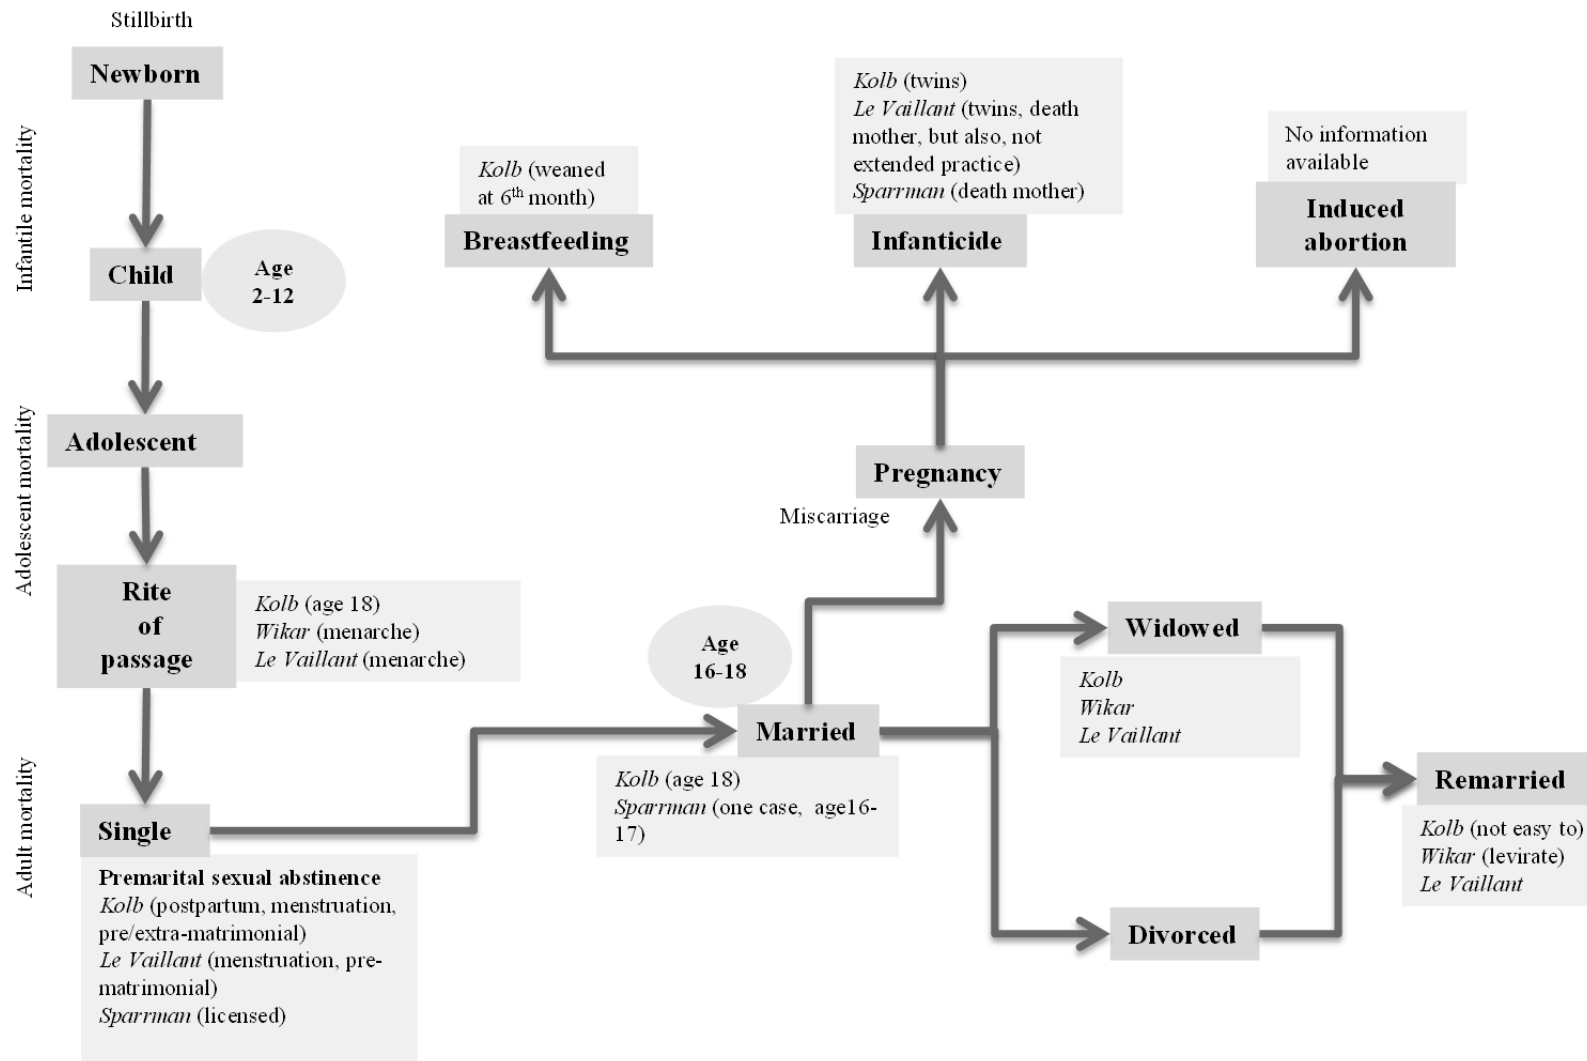 Stillbirth
Newborn
Infantile mortality
Child
Age
2-12
Adolescent
Adolescent mortality
Rite
of
passage
Kolb (age 18)
Wikar (menarche)
Le Vaillant (menarche)
Adult mortality
Single
Premarital sexual abstinence
Kolb (postpartum, menstruation,
pre/extra-matrimonial)
Le Vaillant (menstruation, pre-
matrimonial)
Sparrman (licensed)
Kolb (weaned
at 6th month)
Breastfeeding
Kolb (twins)
Le Vaillant (twins, death
mother, but also, not
extended practice)
Sparrman (death mother)
Infanticide
No information
available
Induced
abortion
Pregnancy
Miscarriage
Age
16-18
Married
Kolb (age 18)
Sparrman (one case, age16-
17)
Widowed
Kolb
Wikar
Le Vaillant
Divorced
Remarried
Kolb (not easy to)
Wikar (levirate)
Le Vaillant